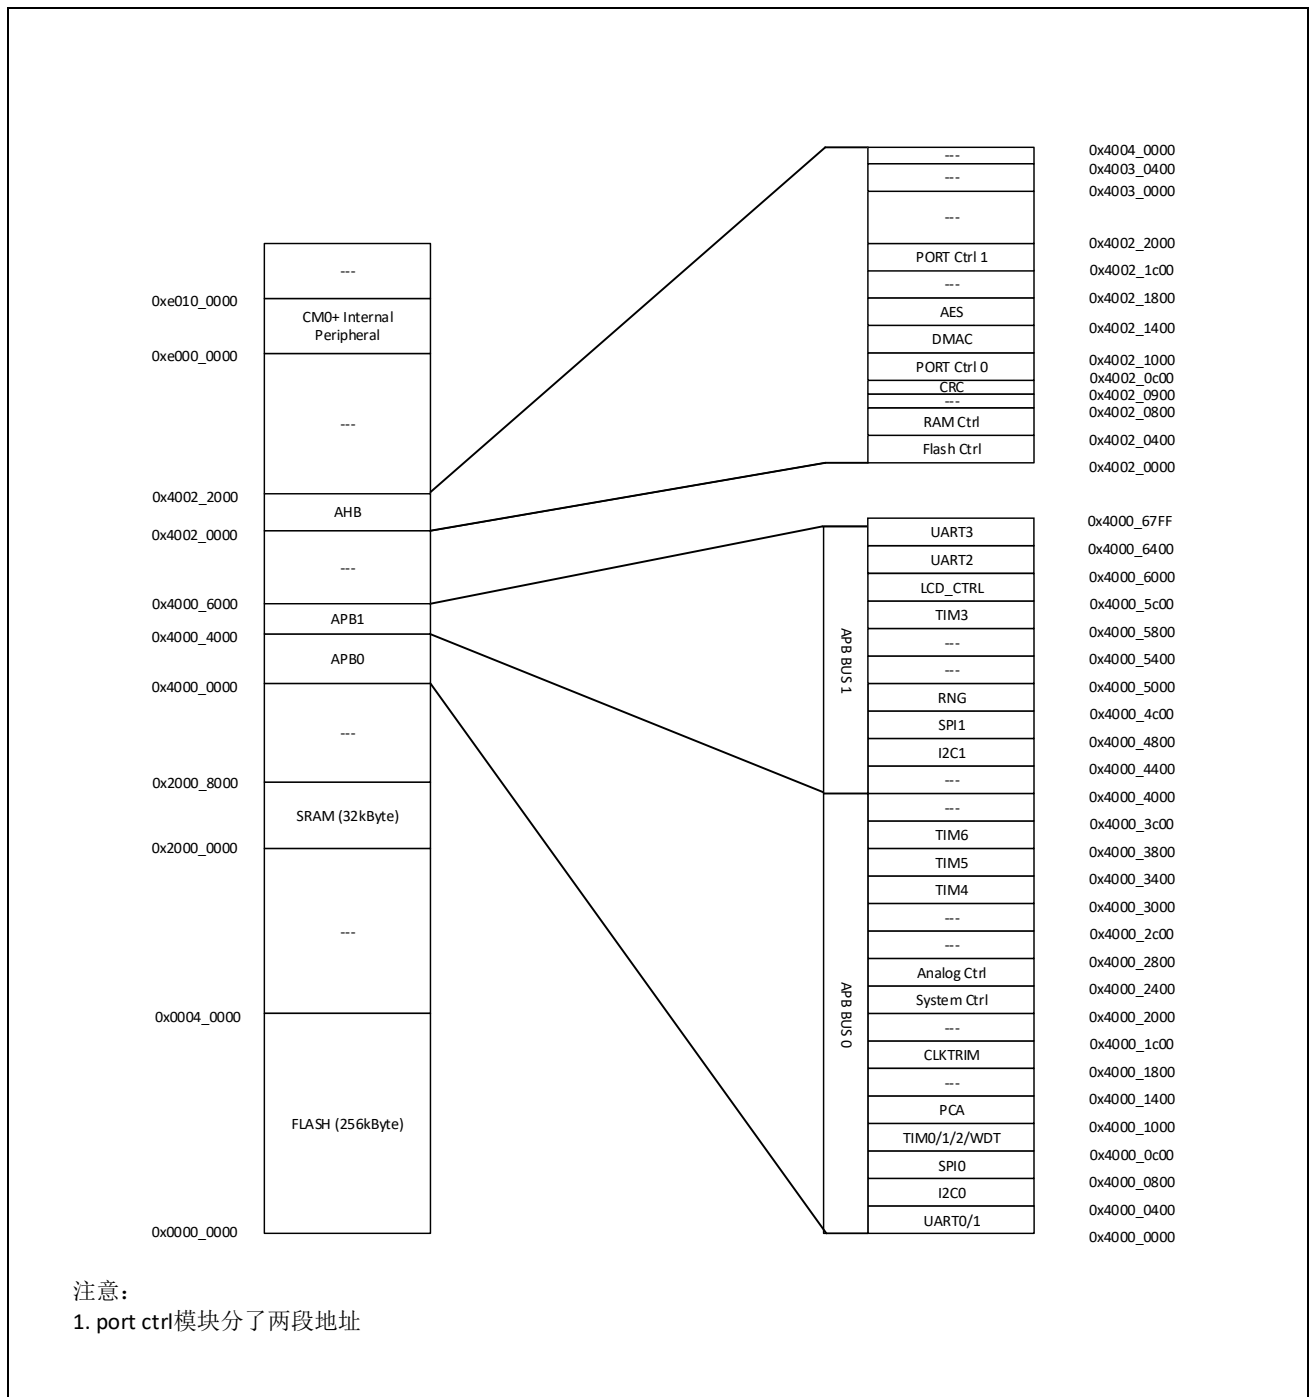 ---
0xe010_0000
CM0+ Internal
Peripheral
0xe000_0000
---
0x4002_2000
AHB
0x4002_0000
---
0x4000_6000
APB1
0x4000_4000
APB0
0x4000_0000
---
0x2000_8000
SRAM (32kByte)
0x2000_0000
---
0x0004_0000
FLASH (256kByte)
0x0000_0000
0x4004_0000
---
0x4003_0400
---
0x4003_0000
---
0x4002_2000
PORT Ctrl 1
0x4002_1c00
---
0x4002_1800
AES
0x4002_1400
DMAC
0x4002_1000
PORT Ctrl 0
0x4002_0c00
CRC
0x4002_0900
---
0x4002_0800
RAM Ctrl
0x4002_0400
Flash Ctrl
0x4002_0000
APB BUS 1
0x4000_67FF
UART3
0x4000_6400
UART2
0x4000_6000
LCD_CTRL
0x4000_5c00
TIM3
0x4000_5800
---
0x4000_5400
---
0x4000_5000
RNG
0x4000_4c00
SPI1
0x4000_4800
I2C1
0x4000_4400
---
0x4000_4000
APB BUS 0
---
0x4000_3c00
TIM6
0x4000_3800
TIM5
0x4000_3400
TIM4
0x4000_3000
---
0x4000_2c00
---
0x4000_2800
Analog Ctrl
0x4000_2400
System Ctrl
0x4000_2000
---
0x4000_1c00
CLKTRIM
0x4000_1800
---
0x4000_1400
PCA
0x4000_1000
TIM0/1/2/WDT
0x4000_0c00
SPI0
0x4000_0800
I2C0
0x4000_0400
UART0/1
0x4000_0000
注意：
1. port ctrl模块分了两段地址